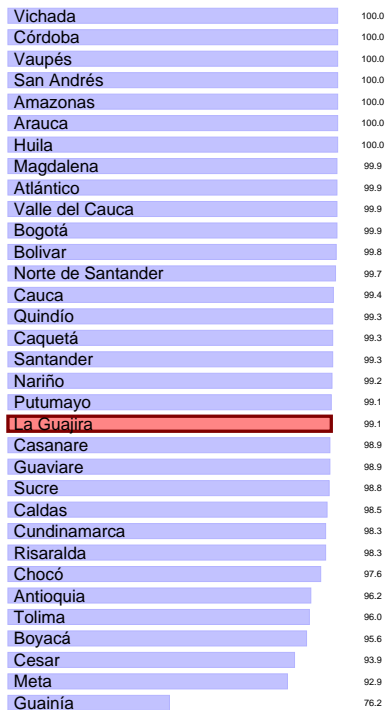 Vichada 100.0
Córdoba 100.0
Vaupés 100.0
San Andrés 100.0
Amazonas 100.0
Arauca 100.0
Huila 100.0
Magdalena 99.9
Atlántico 99.9
Valle del Cauca 99.9
Bogotá 99.9
Bolivar 99.8
Norte de Santander 99.7
Cauca 99.4
Quindío 99.3
Caquetá 99.3
Santander 99.3
Nariño 99.2
Putumayo 99.1
La Guajira 99.1
Casanare 98.9
Guaviare 98.9
Sucre 98.8
Caldas 98.5
Cundinamarca 98.3
Risaralda 98.3
Chocó 97.6
Antioquia 96.2
Tolima 96.0
Boyacá 95.6
Cesar 93.9
Meta 92.9
Guainía 76.2